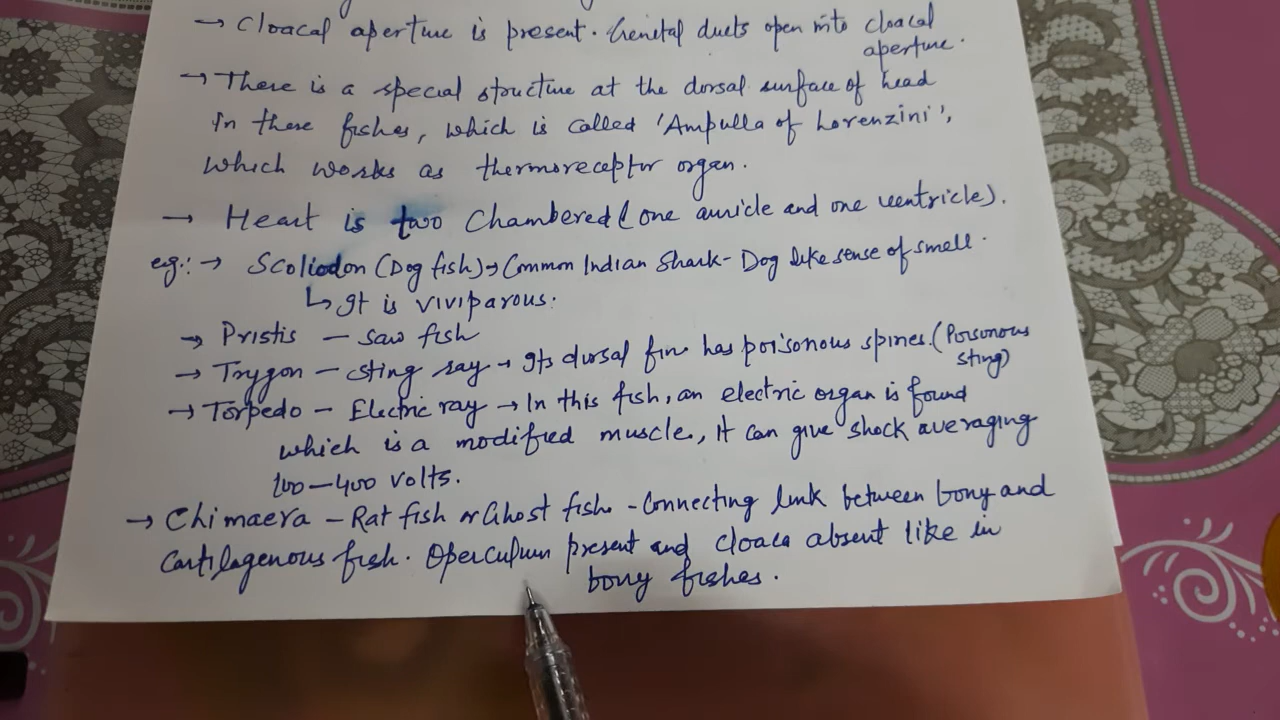 → Cloacal aperture is present. Genital ducts open into cloacal
aperture.
→ There is a special structure at the dorsal surface of head
in these fishes, which is called 'Ampulla of Lorenzini',
which works as thermoreceptor organ.
→ Heart is two Chambered (one auricle and one ventricle).
eg.:→ Scoliodon (Dog fish) → Common Indian Shark - Dog like sense of smell.
↳ It is viviparous.
→ Pristis — Saw fish
→ Trygon — Sting ray → Its dorsal fin has poisonous spines. (Poisonous
sting)
→ Torpedo — Electric ray → In this fish, an electric organ is found
which is a modified muscle, it can give shock averaging
—400 volts.
→ Chimaera — Rat fish or Ghost fish - Connecting link between bony and
Cartilagenous fish. Operculum present and cloaca absent like in
bony fishes.